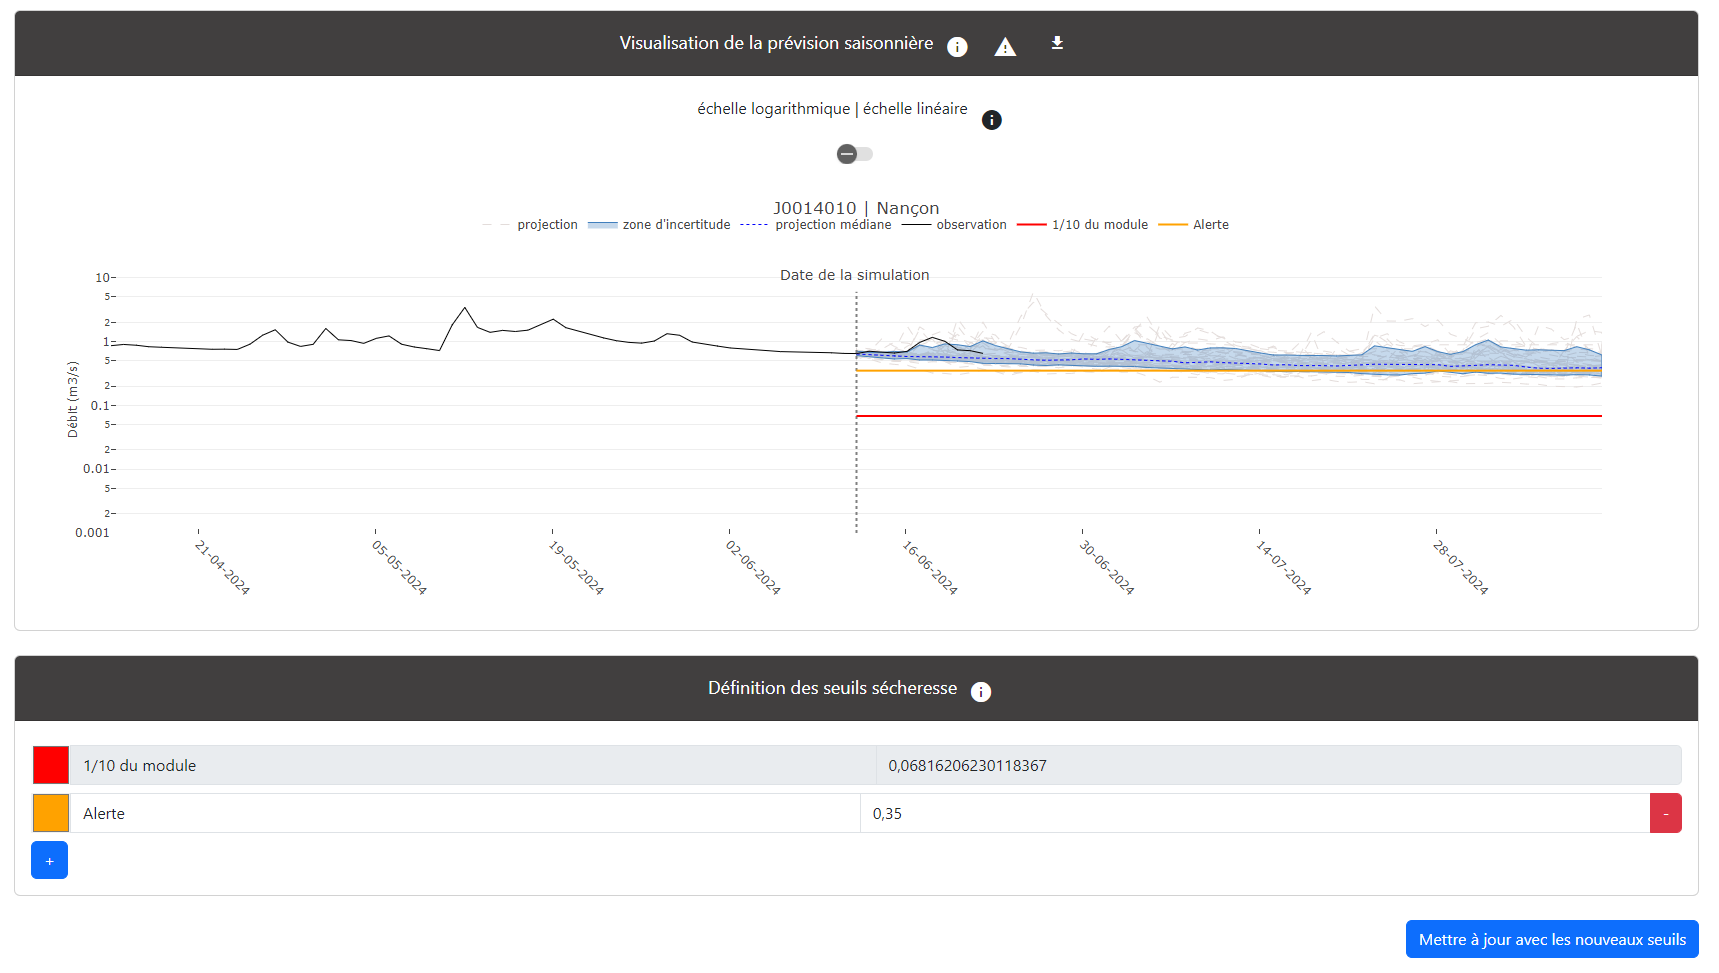 Visualisation de la prévision saisonnière
échelle logarithmique | échelle linéaire
J0014010 | Nançon
projection zone d'incertitude projection médiane observation 1/10 du module Alerte
Date de la simulation
Débit (m3/s)
10
5
2
1
5
2
0.1
5
2
0.01
5
2
0.001
21-04-2024 05-05-2024 19-05-2024 02-06-2024 16-06-2024 30-06-2024 14-07-2024 28-07-2024
Définition des seuils sécheresse
1/10 du module 0,06816206230118367
Alerte 0,35 -
+
Mettre à jour avec les nouveaux seuils